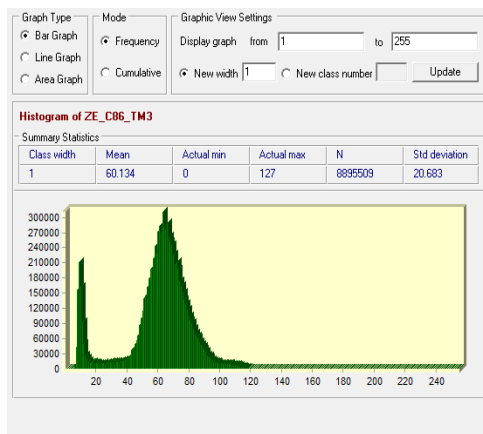 Graph Type Mode Graphic View Settings
Bar Graph Frequency Display graph from 1 to 255
Line Graph
Area Graph Cumulative New width 1 New class number Update
Histogram of ZE_C86_TM3
Summary Statistics
Class width Mean Actual min Actual max N Std deviation
1 60.134 0 127 8895509 20.683
300000
270000
240000
210000
180000
150000
120000
90000
60000
30000
0
20 40 60 80 100 120 140 160 180 200 220 240